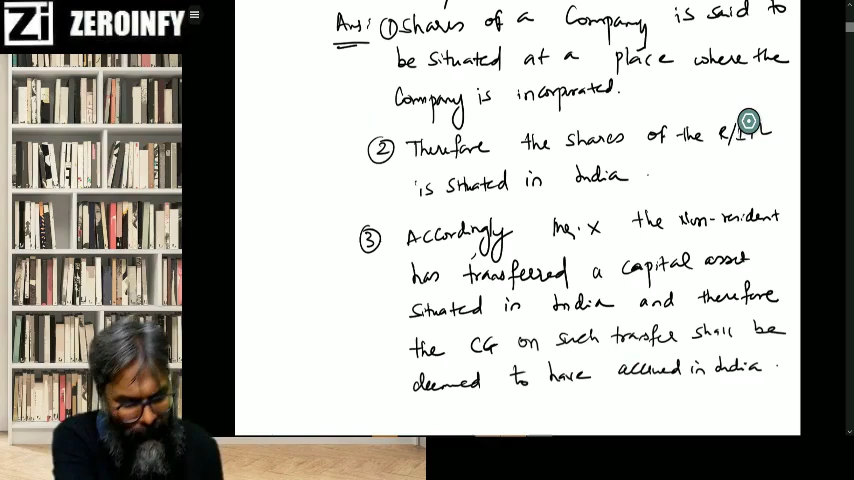 Zi ZEROINFY
Ans: ① Shares of a Company is said to
be situated at a place where the
Company is incorporated.
② Therefore the shares of the
is situated in India.
③ Accordingly Mr. X the Non-resident
has transferred a capital asset
situated in India and therefore
the CG on such transfer shall be
deemed to have accrued in India.